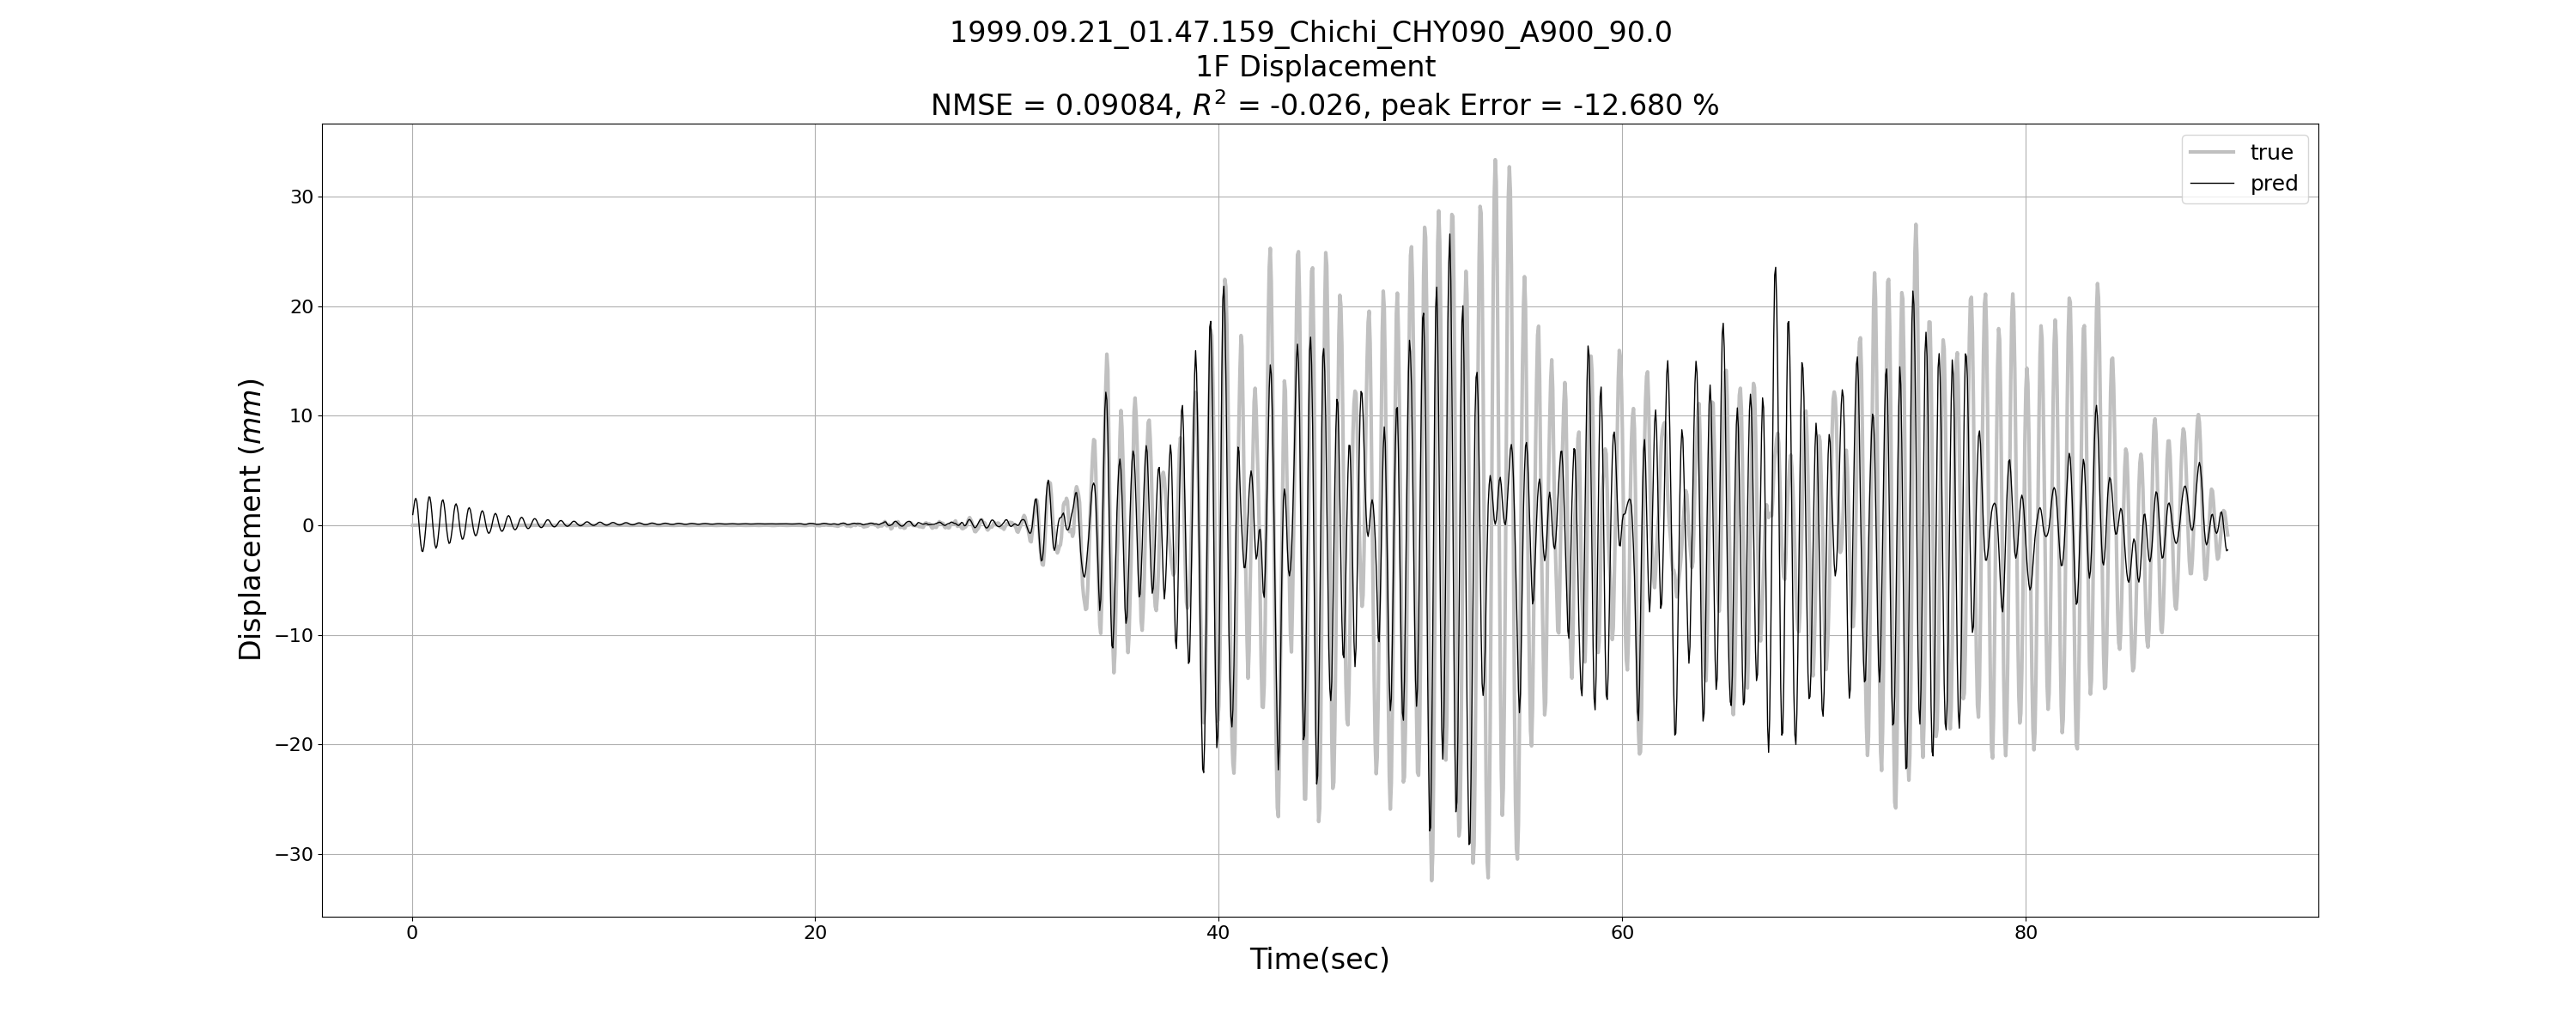 1999.09.21_01.47.159_Chichi_CHY090_A900_90.0
1F Displacement
NMSE = 0.09084, R² = -0.026, peak Error = -12.680 %
true
pred
Displacement (mm)
30
20
10
0
−10
−20
−30
0 20 40 60 80
Time(sec)